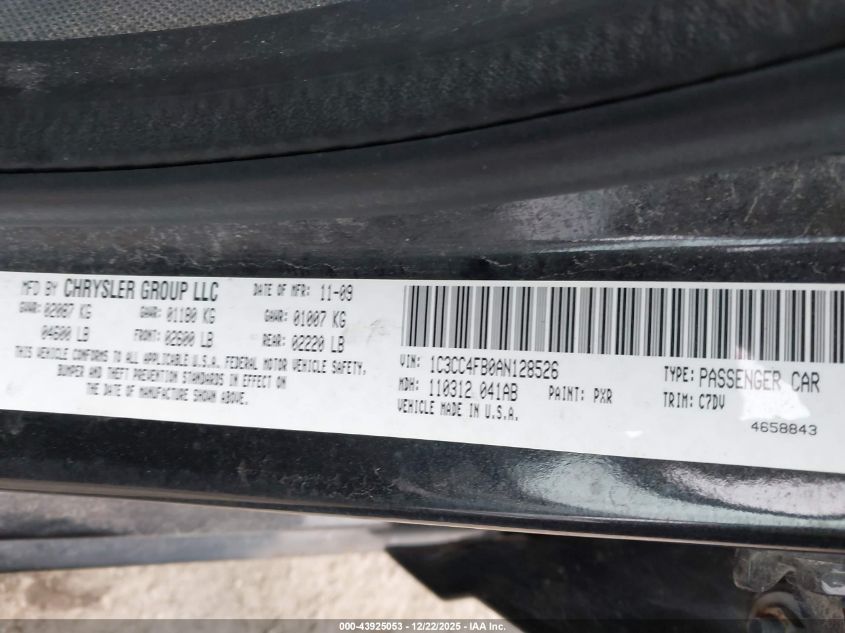 MFD BY CHRYSLER GROUP LLC DATE OF MFR: 11-09
GVWR: 02087 KG GAWR: 01180 KG GAWR: 01007 KG
04600 LB FRONT: 02600 LB REAR: 02220 LB
THIS VEHICLE CONFORMS TO ALL APPLICABLE U.S.A. FEDERAL MOTOR VEHICLE SAFETY,
BUMPER AND THEFT PREVENTION STANDARDS IN EFFECT ON
THE DATE OF MANUFACTURE SHOWN ABOVE.
VIN: 1C3CC4FB0AN128526 TYPE: PASSENGER CAR
MDH: 110312 041AB PAINT: PXR TRIM: C7DV
VEHICLE MADE IN U.S.A.
4658843
000-43925053 – 12/22/2025 - IAA Inc.